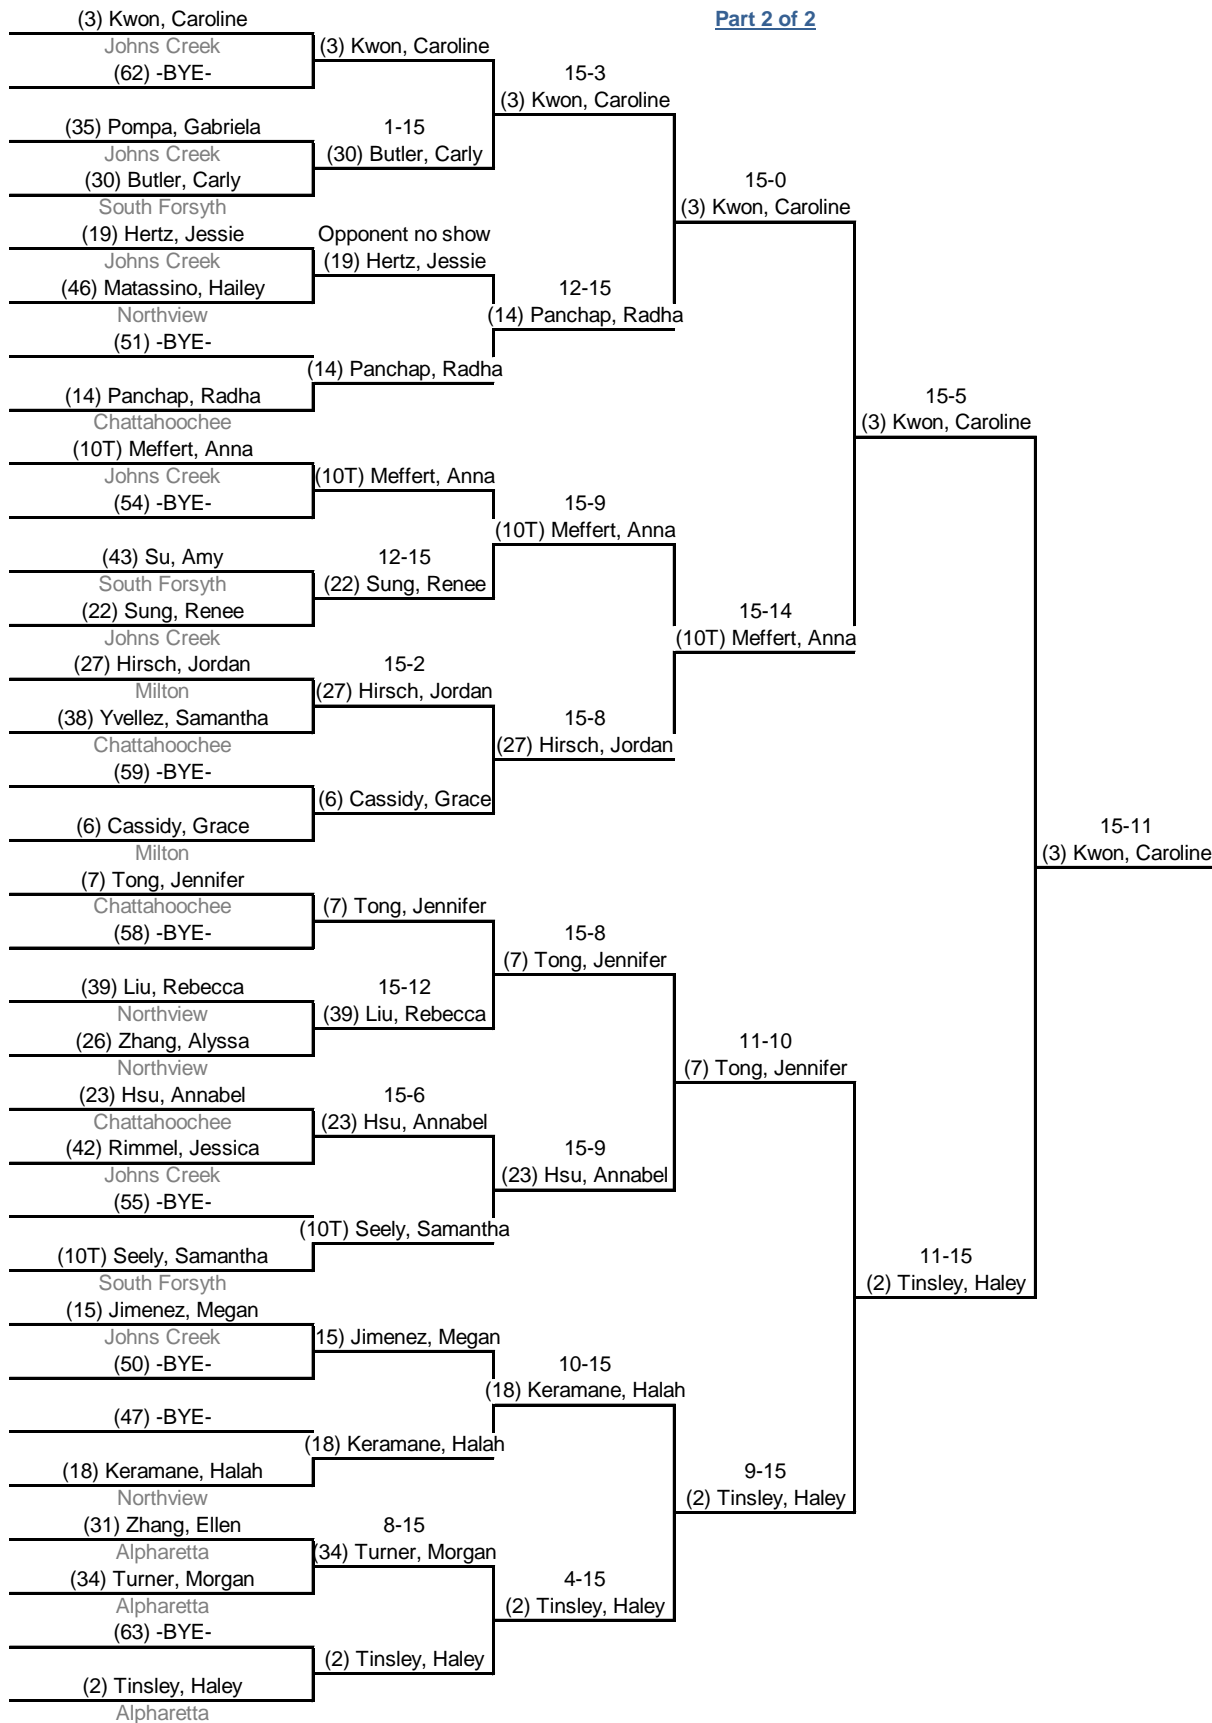 (3) Kwon, Caroline
Part 2 of 2
Johns Creek
(3) Kwon, Caroline
(62) -BYE-
15-3
(3) Kwon, Caroline
(35) Pompa, Gabriela
1-15
Johns Creek
(30) Butler, Carly
(30) Butler, Carly
15-0
South Forsyth
(3) Kwon, Caroline
(19) Hertz, Jessie
Opponent no show
Johns Creek
(19) Hertz, Jessie
(46) Matassino, Hailey
12-15
Northview
(14) Panchap, Radha
(51) -BYE-
(14) Panchap, Radha
(14) Panchap, Radha
15-5
Chattahoochee
(3) Kwon, Caroline
(10T) Meffert, Anna
Johns Creek
(10T) Meffert, Anna
(54) -BYE-
15-9
(10T) Meffert, Anna
(43) Su, Amy
12-15
South Forsyth
(22) Sung, Renee
(22) Sung, Renee
15-14
Johns Creek
(10T) Meffert, Anna
(27) Hirsch, Jordan
15-2
Milton
(27) Hirsch, Jordan
(38) Yvellez, Samantha
15-8
Chattahoochee
(27) Hirsch, Jordan
(59) -BYE-
(6) Cassidy, Grace
(6) Cassidy, Grace
15-11
Milton
(3) Kwon, Caroline
(7) Tong, Jennifer
Chattahoochee
(7) Tong, Jennifer
(58) -BYE-
15-8
(7) Tong, Jennifer
(39) Liu, Rebecca
15-12
Northview
(39) Liu, Rebecca
(26) Zhang, Alyssa
11-10
Northview
(7) Tong, Jennifer
(23) Hsu, Annabel
15-6
Chattahoochee
(23) Hsu, Annabel
(42) Rimmel, Jessica
15-9
Johns Creek
(23) Hsu, Annabel
(55) -BYE-
(10T) Seely, Samantha
(10T) Seely, Samantha
11-15
South Forsyth
(2) Tinsley, Haley
(15) Jimenez, Megan
Johns Creek
15) Jimenez, Megan
(50) -BYE-
10-15
(18) Keramane, Halah
(47) -BYE-
(18) Keramane, Halah
(18) Keramane, Halah
9-15
Northview
(2) Tinsley, Haley
(31) Zhang, Ellen
8-15
Alpharetta
(34) Turner, Morgan
(34) Turner, Morgan
4-15
Alpharetta
(2) Tinsley, Haley
(63) -BYE-
(2) Tinsley, Haley
(2) Tinsley, Haley
Alpharetta